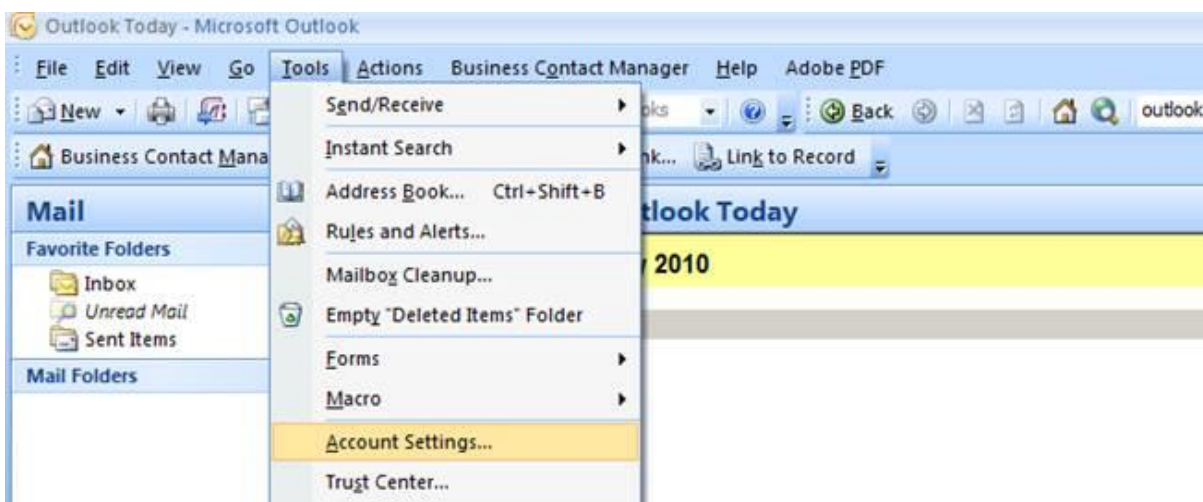 Outlook Today - Microsoft Outlook
File Edit View Go Tools Actions Business Contact Manager Help Adobe PDF
New Back outlook
Business Contact Link to Record
Send/Receive
Instant Search
Address Book... Ctrl+Shift+B
Rules and Alerts...
Mailbox Cleanup...
Empty "Deleted Items" Folder
Forms
Macro
Account Settings...
Trust Center...
Mail
Favorite Folders
Inbox
Unread Mail
Sent Items
Mail Folders
Today
2010